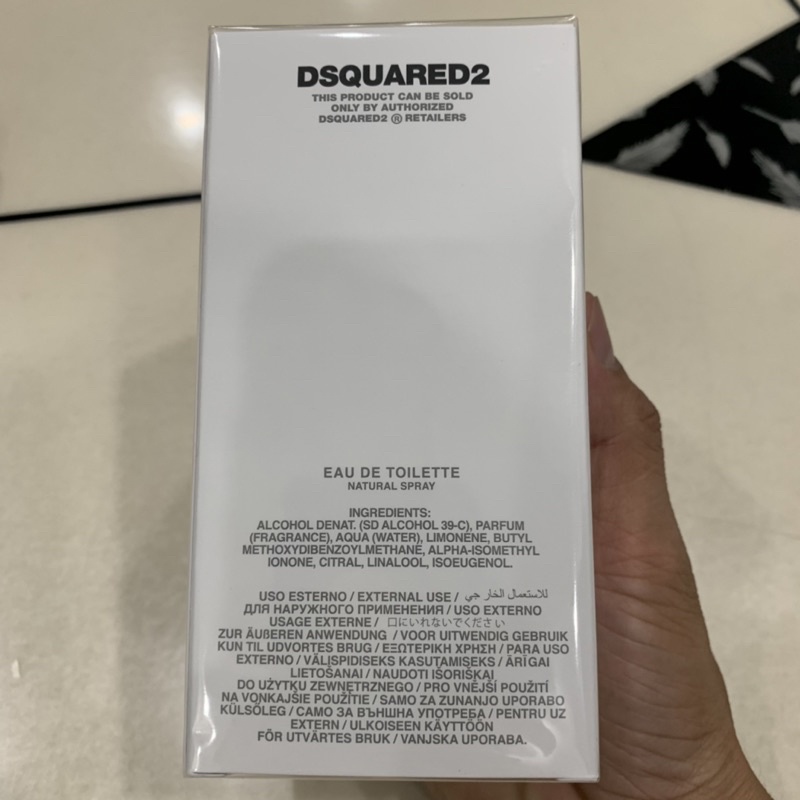 DSQUARED2
THIS PRODUCT CAN BE SOLD
ONLY BY AUTHORIZED
DSQUARED2 ® RETAILERS
EAU DE TOILETTE
NATURAL SPRAY
INGREDIENTS:
ALCOHOL DENAT. (SD ALCOHOL 39-C), PARFUM
(FRAGRANCE), AQUA (WATER), LIMONENE, BUTYL
METHOXYDIBENZOYLMETHANE, ALPHA-ISOMETHYL
IONONE, CITRAL, LINALOOL, ISOEUGENOL.
USO ESTERNO / EXTERNAL USE / للاستعمال الخار جي
ДЛЯ НАРУЖНОГО ПРИМЕНЕНИЯ / USO EXTERNO
USAGE EXTERNE / 口にいれないでください
ZUR ÄUßEREN ANWENDUNG / VOOR UITWENDIG GEBRUIK
KUN TIL UDVORTES BRUG / ΕΞΩΤΕΡΙΚΗ ΧΡΗΣΗ / PARA USO
EXTERNO / VÄLISPIDISEKS KASUTAMISEKS / ĀRĪGAI
LIETOŠANAI / NAUDOTI IŠORIŠKAI
DO UŻYTKU ZEWNĘTRZNEGO / PRO VNĚJŠÍ POUŽITÍ
NA VONKAJŠIE POUŽÍTIE / SAMO ZA ZUNANJO UPORABO
KÜLSŐLEG / САМО ЗА ВЪНШНА УПОТРЕБА / PENTRU UZ
EXTERN / ULKOISEEN KÄYTTÖÖN
FÖR UTVÄRTES BRUK / VANJSKA UPORABA.